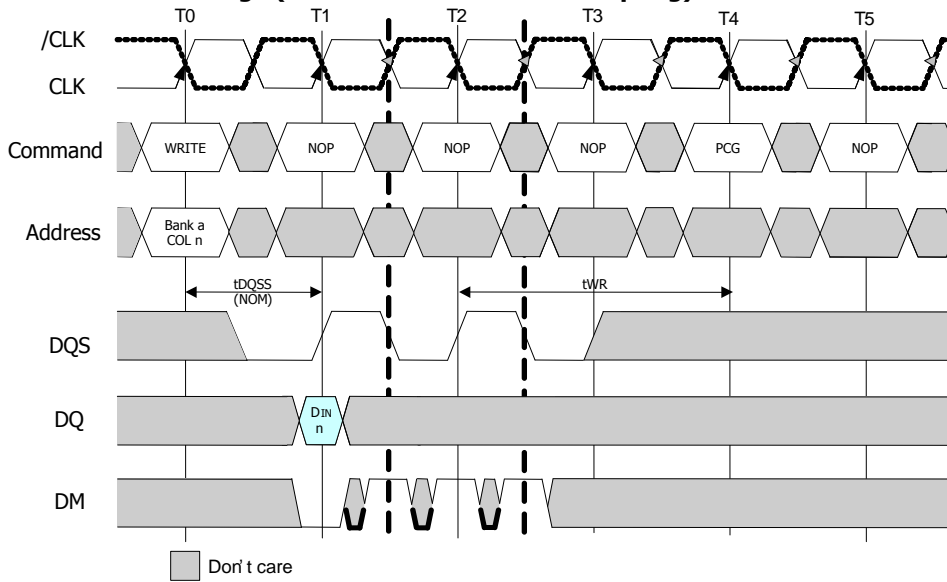 T0 T1 T2 T3 T4 T5
/CLK
CLK
Command WRITE NOP NOP NOP PCG NOP
Address Bank a
COL n
tDQSS
(NOM)
tWR
DQS
DQ DIN
n
DM
Don't care